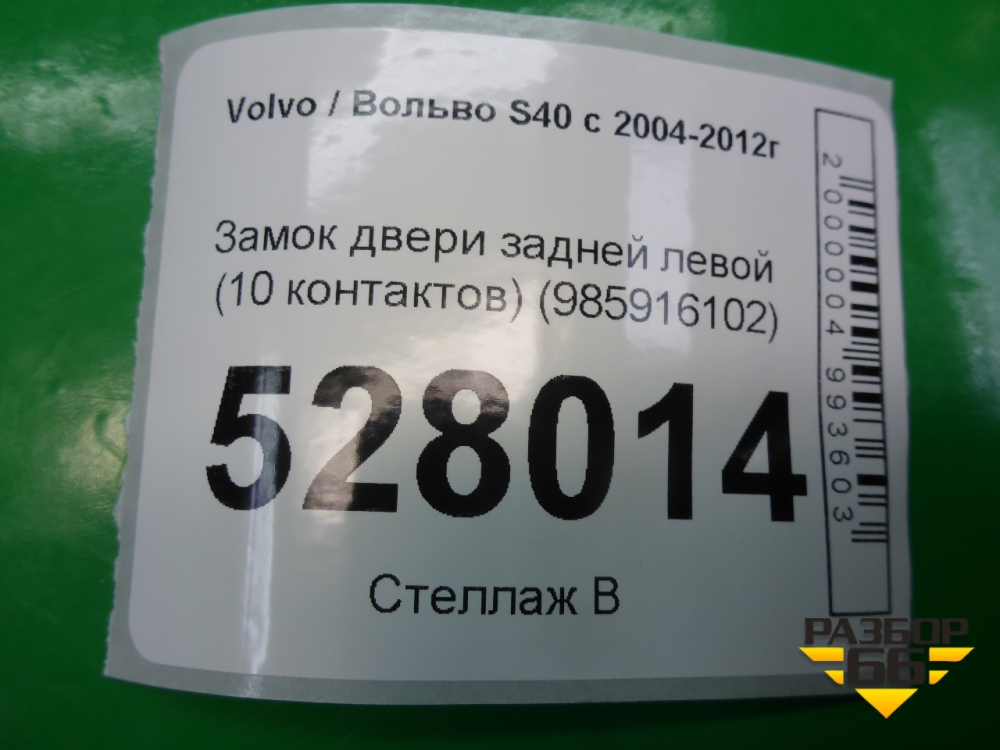 Volvo / Вольво S40 с 2004-2012г
Замок двери задней левой
(10 контактов) (985916102)
528014
Стеллаж В
2000004993603
РАЗБОР
66